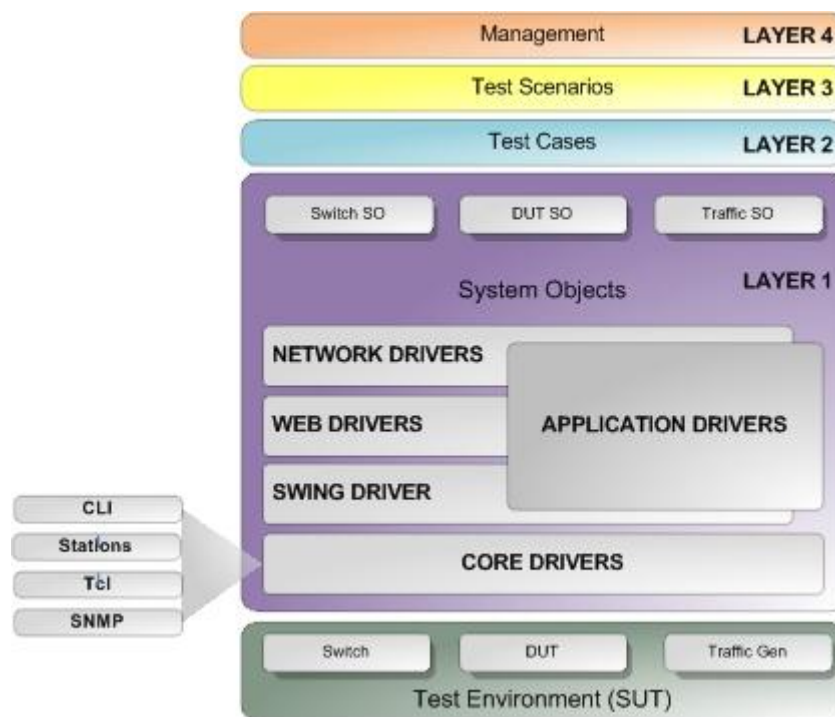 Management LAYER 4
Test Scenarios LAYER 3
Test Cases LAYER 2
Switch SO DUT SO Traffic SO
System Objects LAYER 1
NETWORK DRIVERS
WEB DRIVERS APPLICATION DRIVERS
SWING DRIVER
CLI
Stations
Tcl
SNMP
CORE DRIVERS
Switch DUT Traffic Gen
Test Environment (SUT)